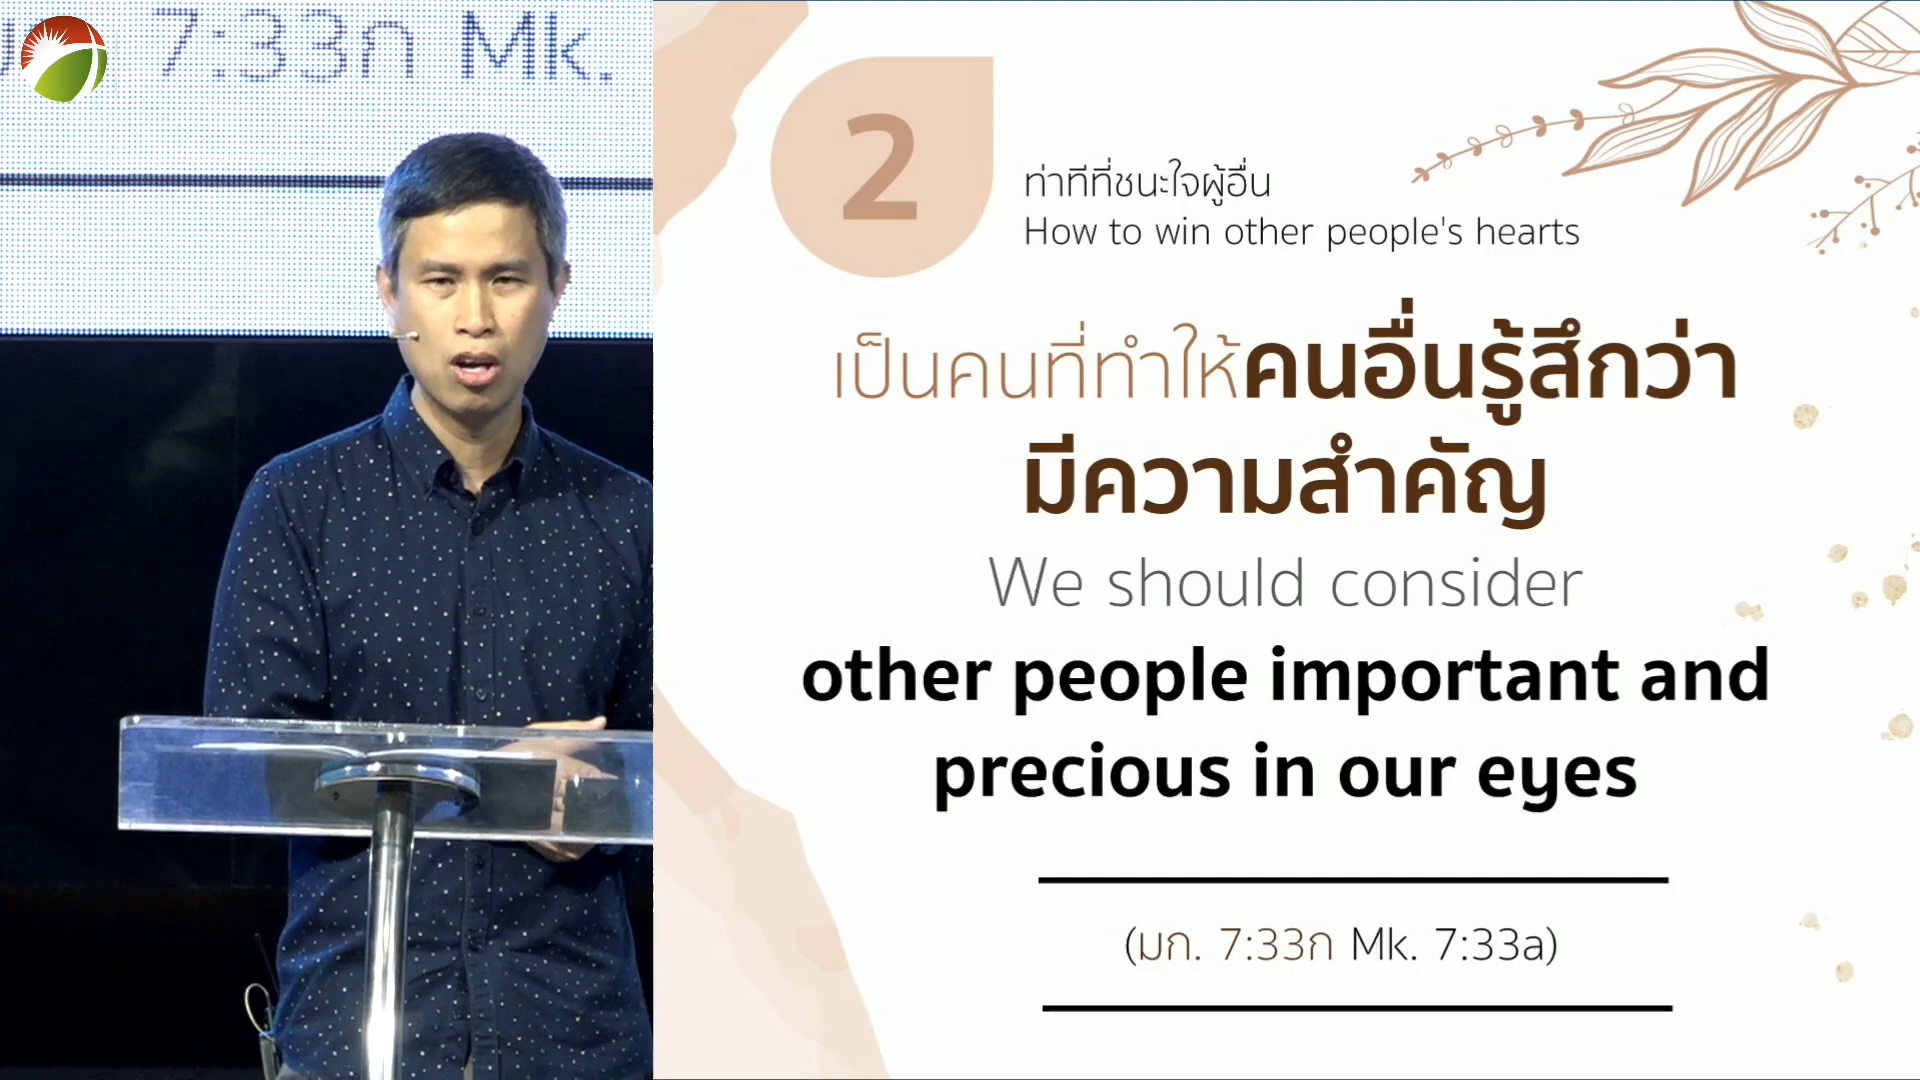 7:33ก Mk.
2
ท่าทีที่ชนะใจผู้อื่น
How to win other people's hearts
เป็นคนที่ทำให้คนอื่นรู้สึกว่า
มีความสำคัญ
We should consider
other people important and
precious in our eyes
(มก. 7:33ก Mk. 7:33a)